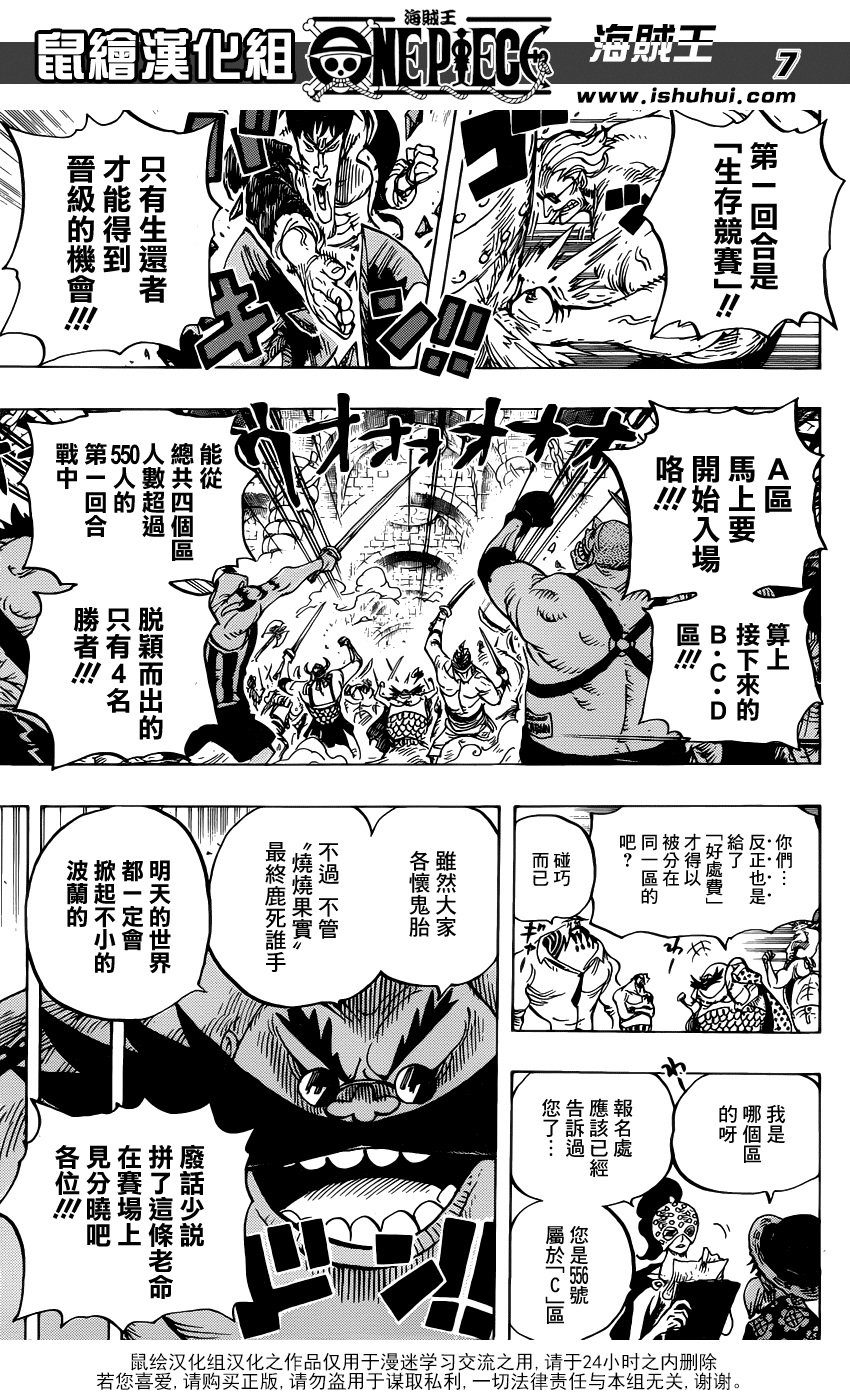 鼠繪漢化組
海賊王
ONE PIECE
海賊王
7
www.ishuhui.com
第一回合是
「生存競賽」!!
只有生還者
才能得到
晉級的機會
!!!
A區
馬上要
開始入場
咯!!!
算上
接下來的
B・C・D
區!!!
能從
總共四個區
人數超過
550人的
第一回合
戰中
脱穎而出的
只有4名
勝者!!!
你們…
反正也是
給了
「好處費」
才得以
被分在
同一區的
吧?
碰巧
而已
我是
哪個區
的呀
報名處
應該已經
告訴過
您了…
您是556號
屬於「C」區
雖然大家
各懷鬼胎
不過 不管
“燒燒果實”
最終鹿死誰手
明天的世界
都一定會
掀起不小的
波蘭的
廢話少説
拼了這條老命
在賽場上
見分曉吧
各位!!!
鼠绘汉化组汉化之作品仅用于漫迷学习交流之用, 请于24小时之内删除
若您喜爱, 请购买正版, 请勿盗用于谋取私利, 一切法律责任与本组无关, 谢谢。